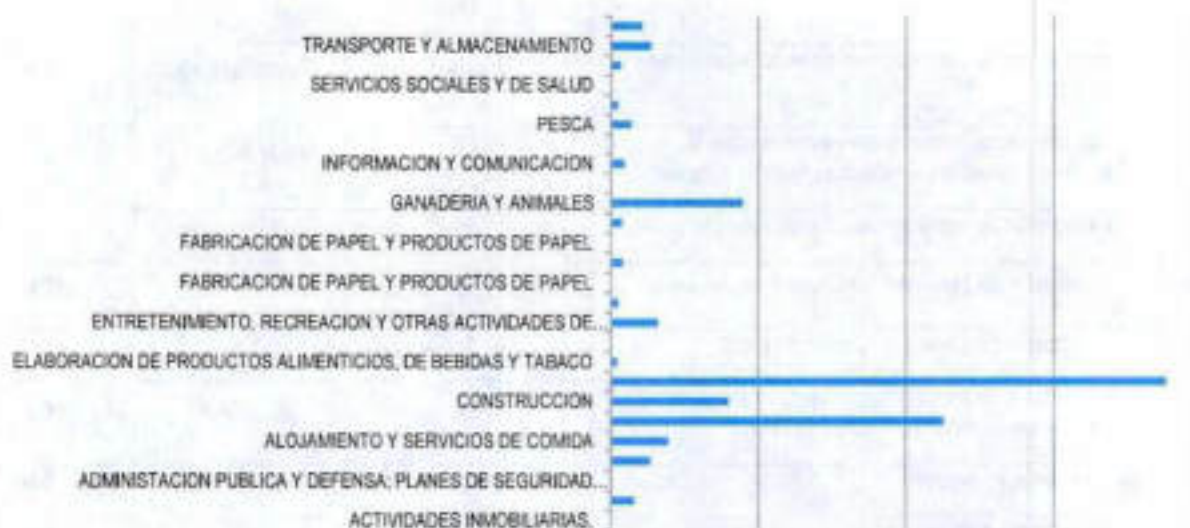 TRANSPORTE Y ALMACENAMIENTO
SERVICIOS SOCIALES Y DE SALUD
PESCA
INFORMACION Y COMUNICACION
GANADERIA Y ANIMALES
FABRICACION DE PAPEL Y PRODUCTOS DE PAPEL
FABRICACION DE PAPEL Y PRODUCTOS DE PAPEL
ENTRETENIMIENTO, RECREACION Y OTRAS ACTIVIDADES DE...
ELABORACION DE PRODUCTOS ALIMENTICIOS, DE BEBIDAS Y TABACO
CONSTRUCCION
ALOJAMIENTO Y SERVICIOS DE COMIDA
ADMINISTACION PUBLICA Y DEFENSA; PLANES DE SEGURIDAD...
ACTIVIDADES INMOBILIARIAS,